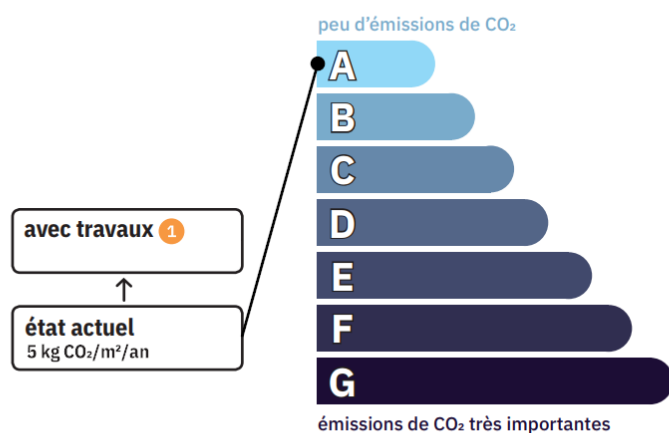 peu d'émissions de CO₂
A
B
C
D
E
F
G
émissions de CO₂ très importantes
avec travaux 1
état actuel
5 kg CO₂/m²/an